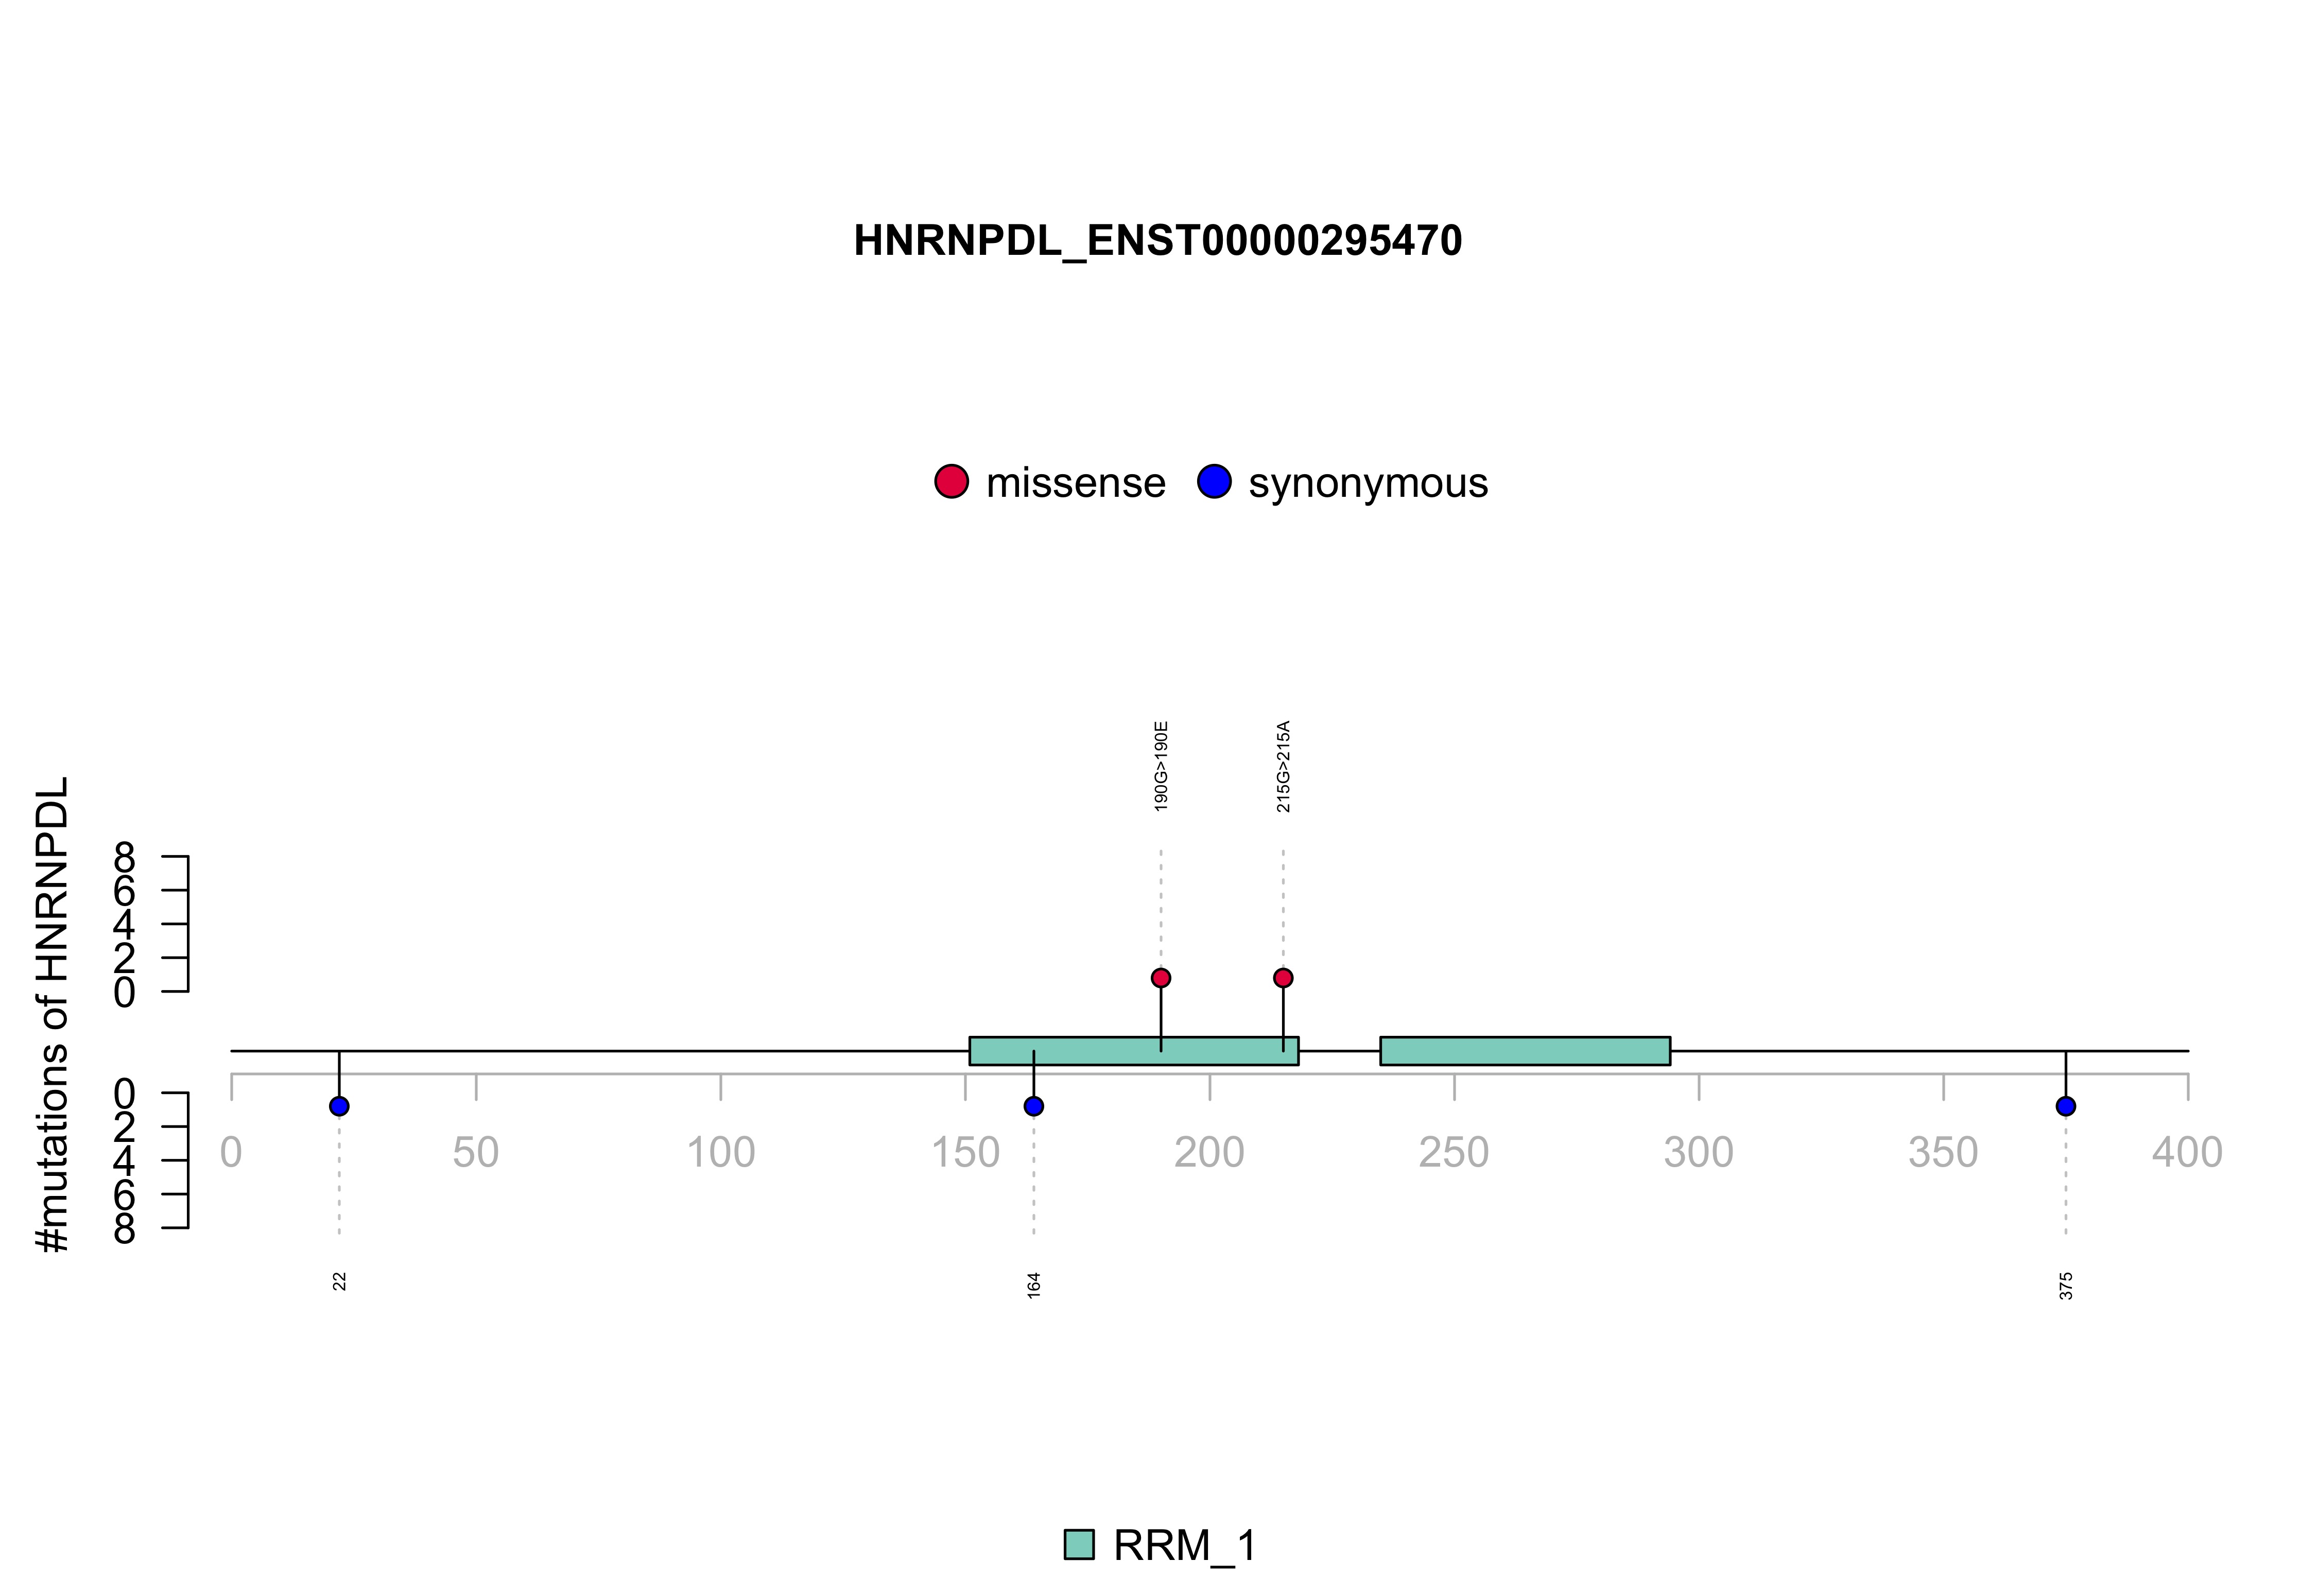 HNRNPDL_ENST00000295470
missense synonymous
190G>190E
215G>215A
#mutations of HNRNPDL
8
6
4
2
0
0
2
4
6
8
0 50 100 150 200 250 300 350 400
22
164
375
RRM_1